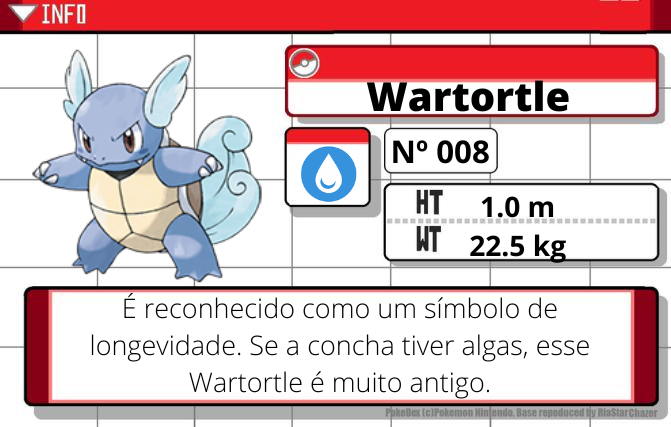 INFO
Wartortle
Nº 008
HT 1.0 m
WT 22.5 kg
É reconhecido como um símbolo de
longevidade. Se a concha tiver algas, esse
Wartortle é muito antigo.
PokeDex (c)Pokemon Nintendo. Base repoduced by RiaStarChazer